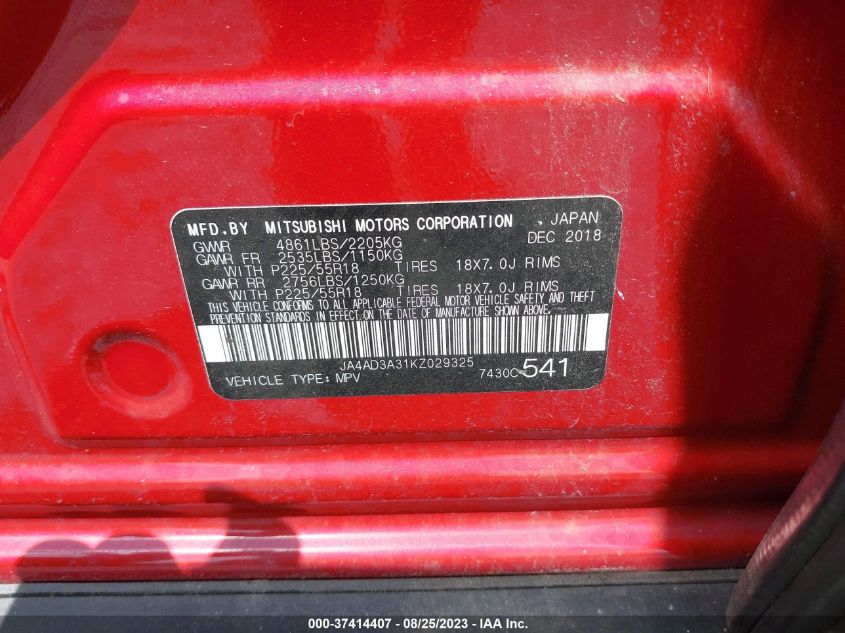 MFD.BY MITSUBISHI MOTORS CORPORATION . JAPAN
GVWR 4861LBS/2205KG DEC 2018
GAWR FR 2535LBS/1150KG
WITH P225/55R18 TIRES 18X7.0J RIMS
GAWR RR 2756LBS/1250KG
WITH P225/55R18 TIRES 18X7.0J RIMS
THIS VEHICLE CONFORMS TO ALL APPLICABLE FEDERAL MOTOR VEHICLE SAFETY AND THEFT
PREVENTION STANDARDS IN EFFECT ON THE DATE OF MANUFACTURE SHOWN ABOVE.
JA4AD3A31KZ029325
VEHICLE TYPE: MPV 7430C 541
000-37414407 - 08/25/2023 - IAA Inc.